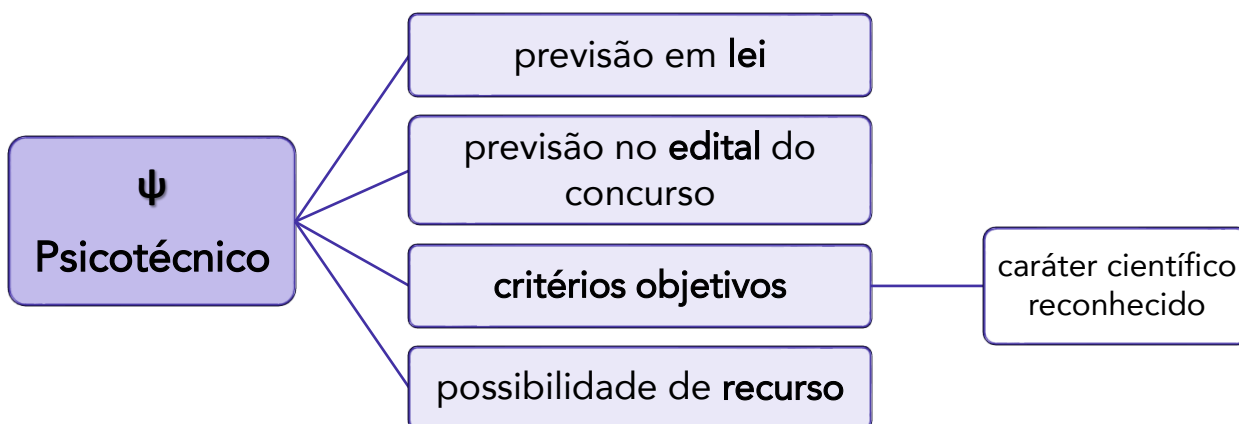 ψ
Psicotécnico
previsão em lei
previsão no edital do
concurso
critérios objetivos
possibilidade de recurso
caráter científico
reconhecido